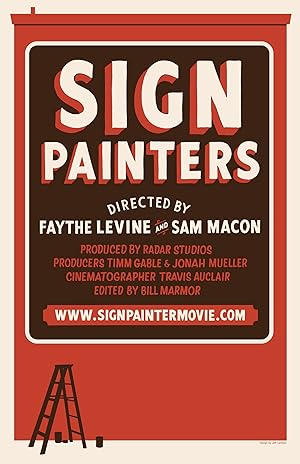 SIGN
PAINTERS
DIRECTED BY
FAYTHE LEVINE AND SAM MACON
PRODUCED BY RADAR STUDIOS
PRODUCERS TIMM GABLE & JONAH MUELLER
CINEMATOGRAPHER TRAVIS AUCLAIR
EDITED BY BILL MARMOR
WWW.SIGNPAINTERMOVIE.COM